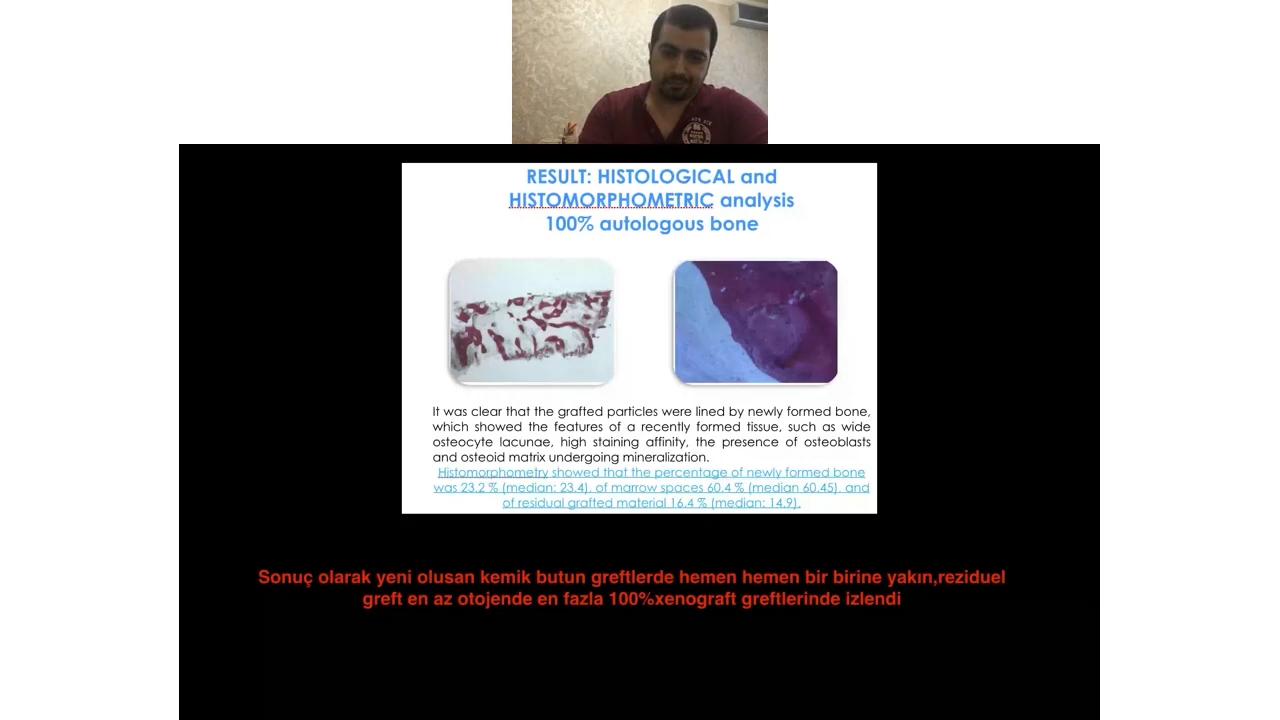 RESULT: HISTOLOGICAL and
HISTOMORPHOMETRIC analysis
100% autologous bone
It was clear that the grafted particles were lined by newly formed bone,
which showed the features of a recently formed tissue, such as wide
osteocyte lacunae, high staining affinity, the presence of osteoblasts
and osteoid matrix undergoing mineralization.
Histomorphometry showed that the percentage of newly formed bone
was 23.2 % (median: 23.4), of marrow spaces 60.4 % (median 60.45), and
of residual grafted material 16.4 % (median: 14.9).
Sonuç olarak yeni olusan kemik butun greftlerde hemen hemen bir birine yakın,reziduel
greft en az otojende en fazla 100%xenograft greftlerinde izlendi